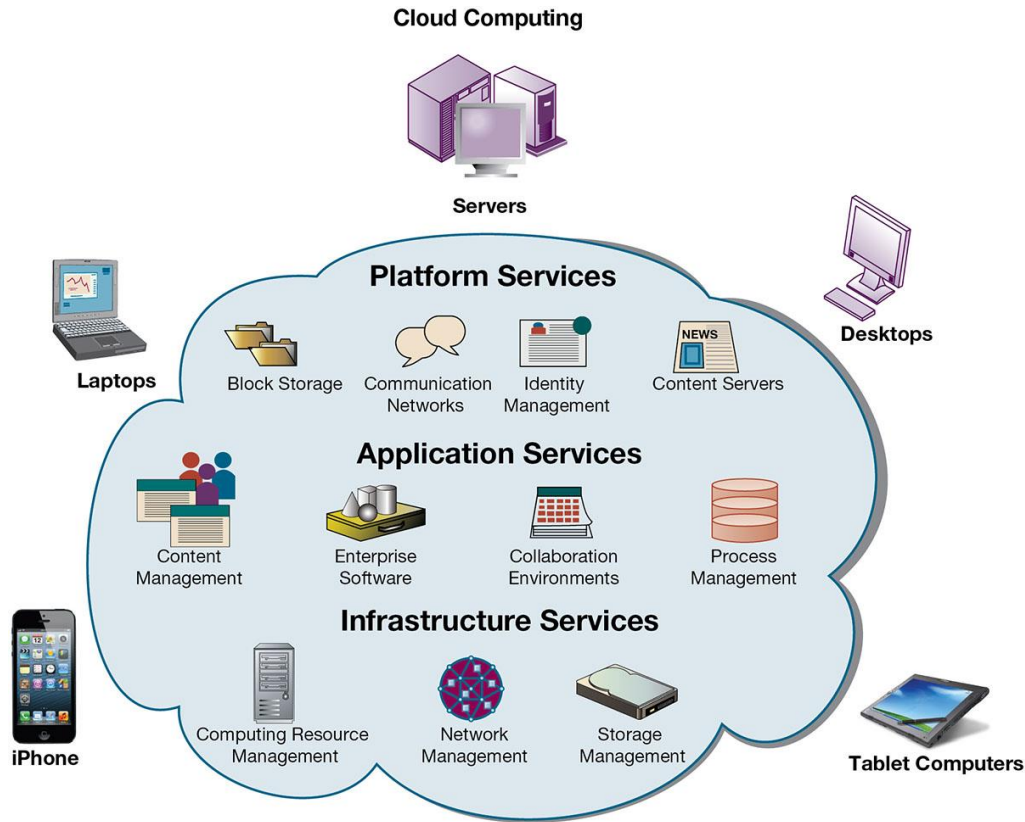 Cloud Computing
Servers
Laptops
Desktops
Platform Services
NEWS
Block Storage
Communication
Networks
Identity
Management
Content Servers
Application Services
Content
Management
Enterprise
Software
Collaboration
Environments
Process
Management
Infrastructure Services
Computing Resource
Management
Network
Management
Storage
Management
iPhone
Tablet Computers